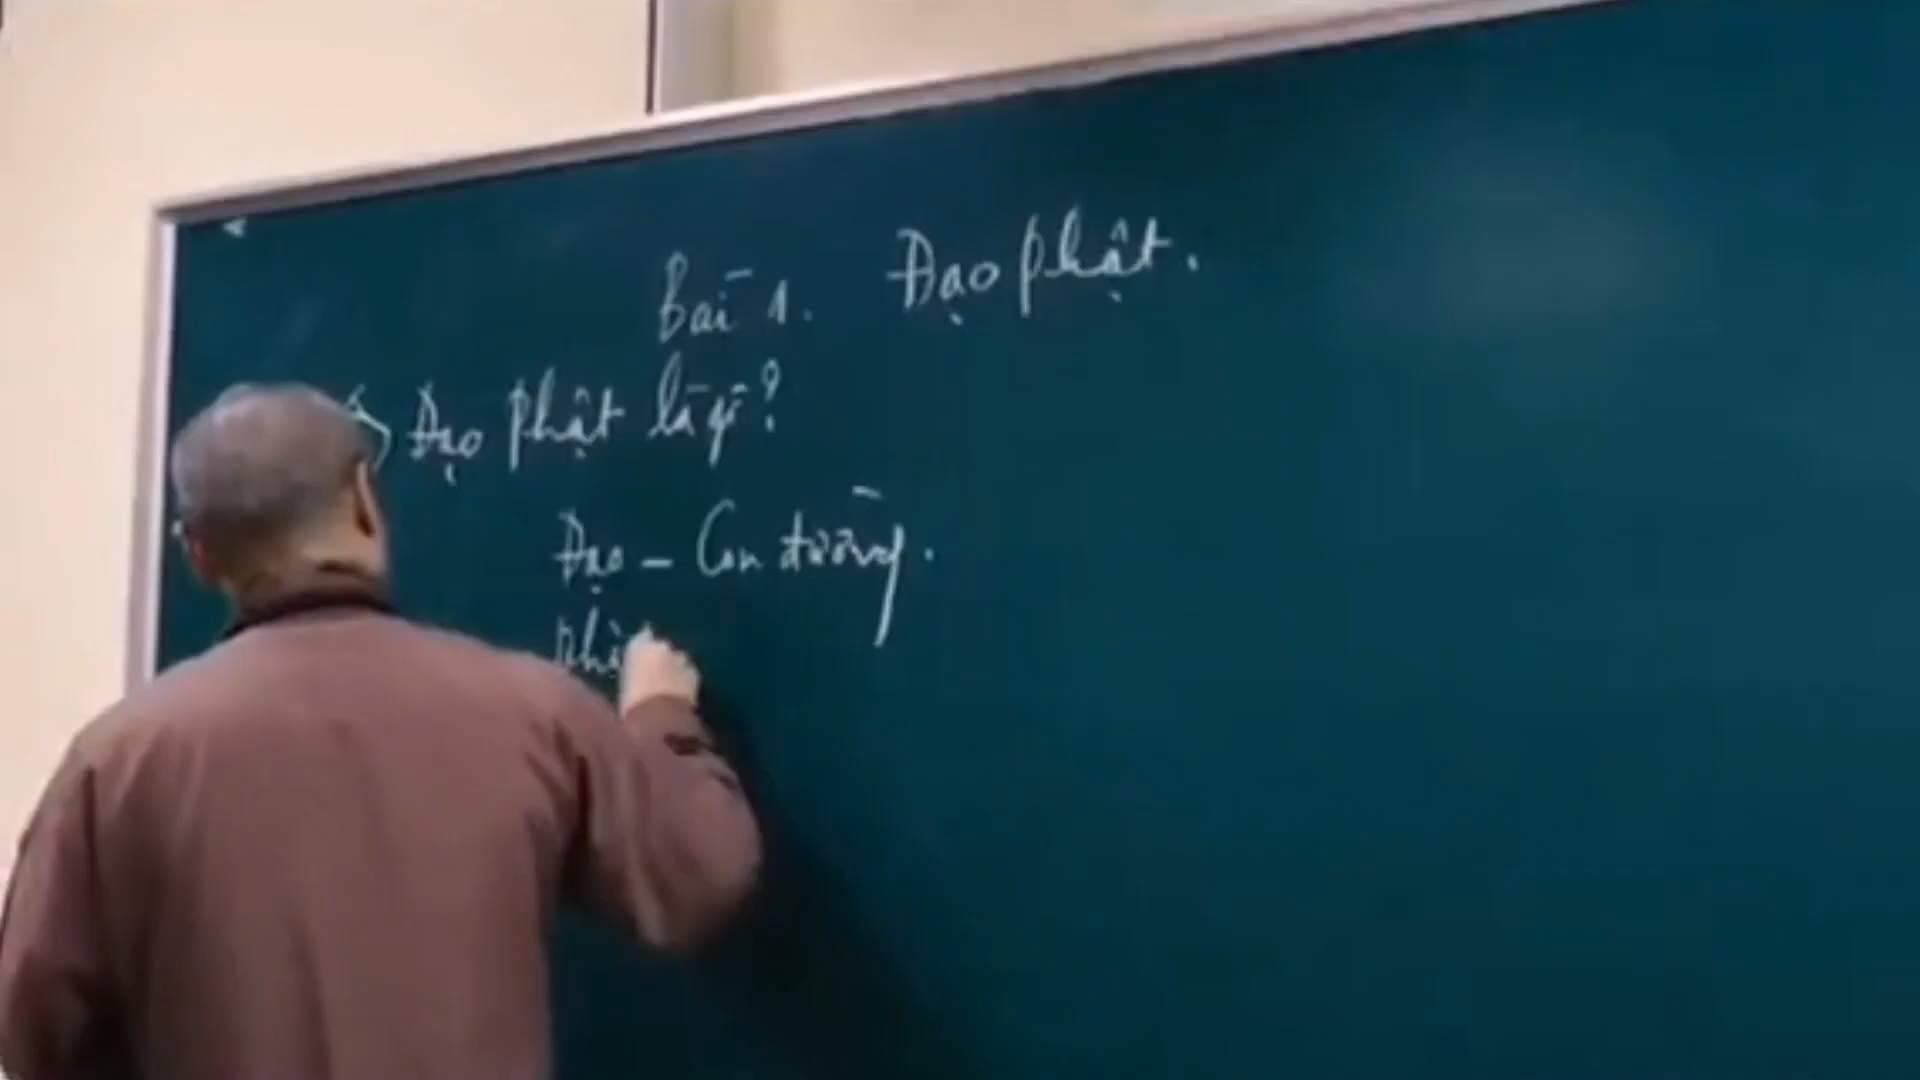 Bài 1. Đạo Phật.
Đạo Phật là gì?
Đạo - Con đường.